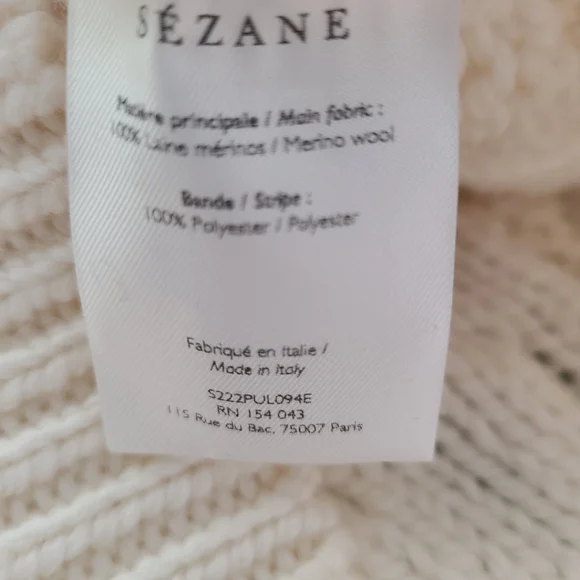 SÉZANE
Matière principale / Main fabric :
100% Laine mérinos / Merino wool
Bande / Stripe :
100% Polyester / Polyester
Fabriqué en Italie /
Made in Italy
S222PUL094E
RN 154 043
115 Rue du Bac, 75007 Paris